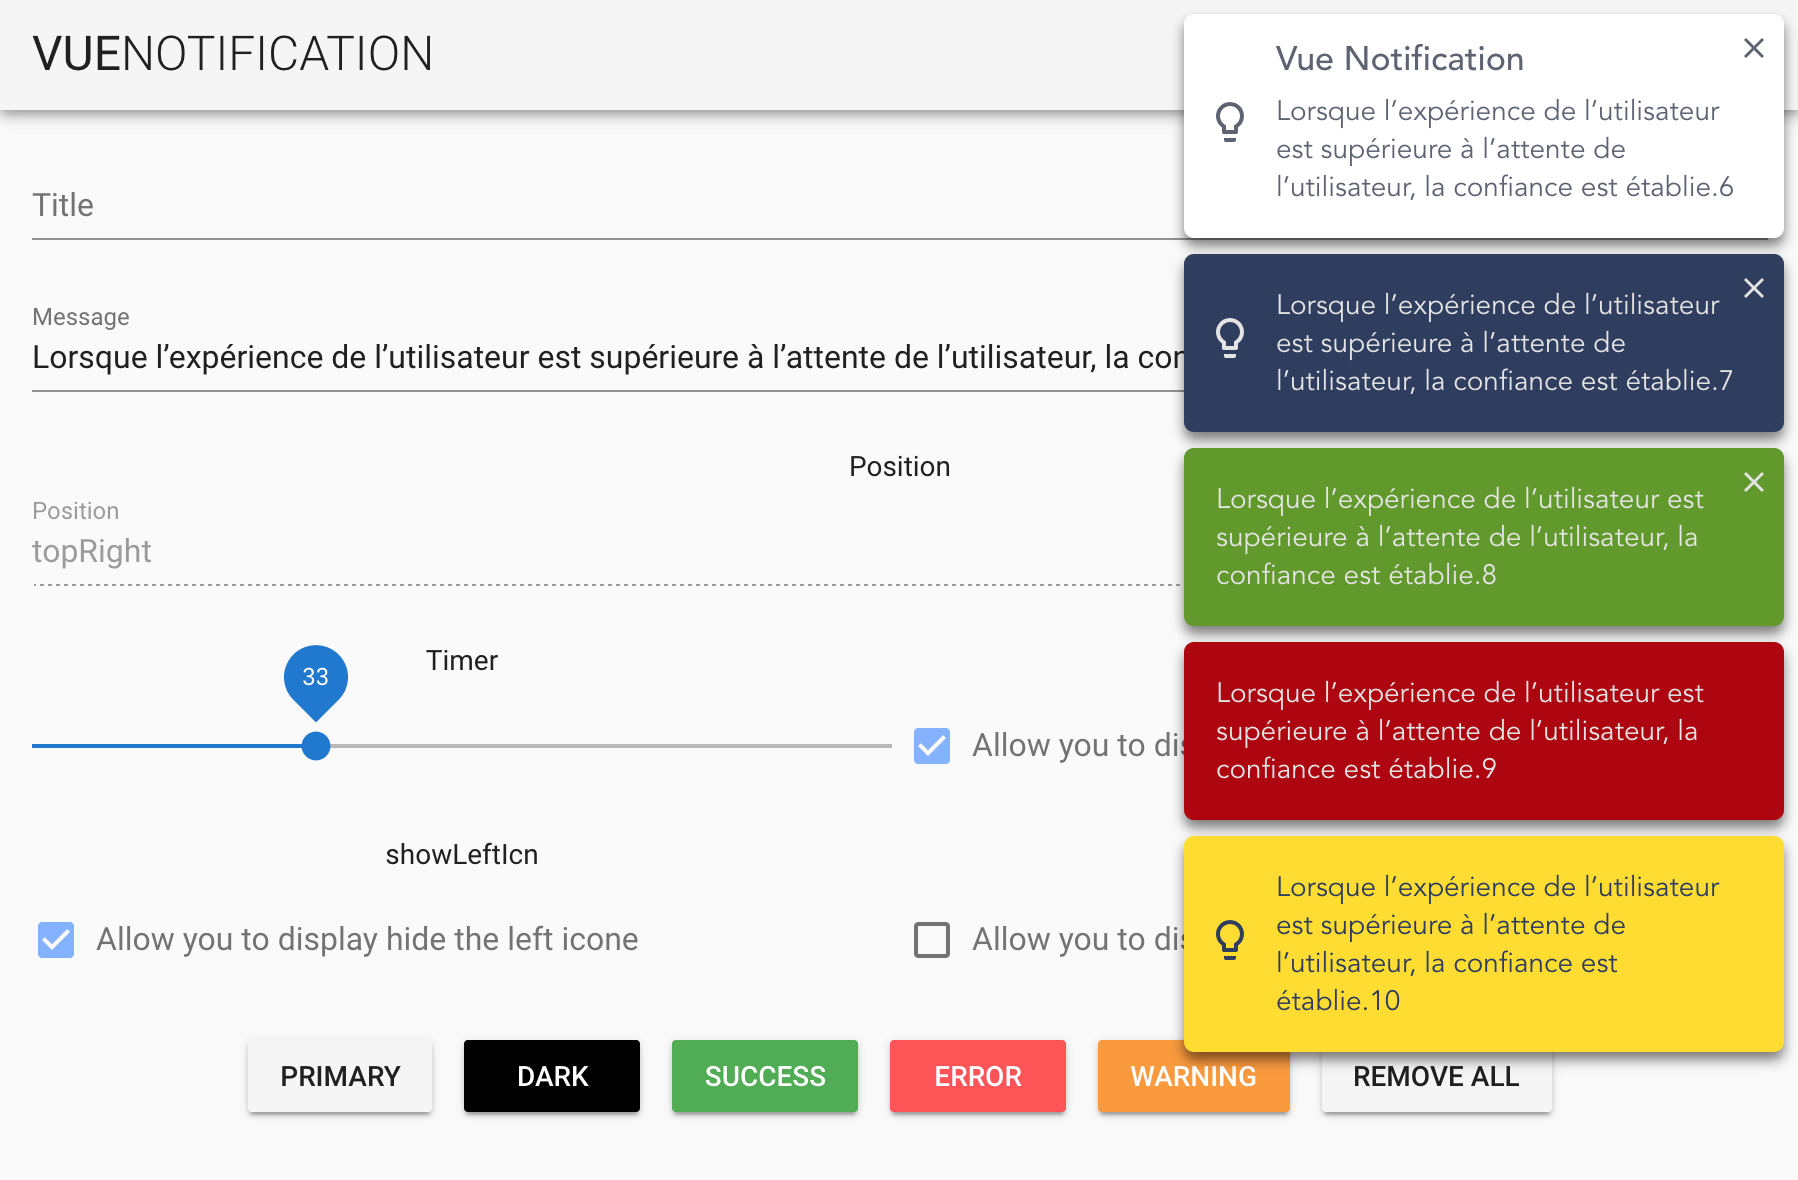 VUENOTIFICATION
Title
Message
Lorsque l’expérience de l’utilisateur est supérieure à l’attente de l’utilisateur, la
Position
Position
topRight
Timer
33
Allow you to
showLeftIcn
Allow you to display hide the left icone
Allow you to
PRIMARY
DARK
SUCCESS
ERROR
WARNING
REMOVE ALL
Vue Notification
Lorsque l’expérience de l’utilisateur
est supérieure à l’attente de
l’utilisateur, la confiance est établie.6
Lorsque l’expérience de l’utilisateur
est supérieure à l’attente de
l’utilisateur, la confiance est établie.7
Lorsque l’expérience de l’utilisateur est
supérieure à l’attente de l’utilisateur, la
confiance est établie.8
Lorsque l’expérience de l’utilisateur est
supérieure à l’attente de l’utilisateur, la
confiance est établie.9
Lorsque l’expérience de l’utilisateur
est supérieure à l’attente de
l’utilisateur, la confiance est
établie.10